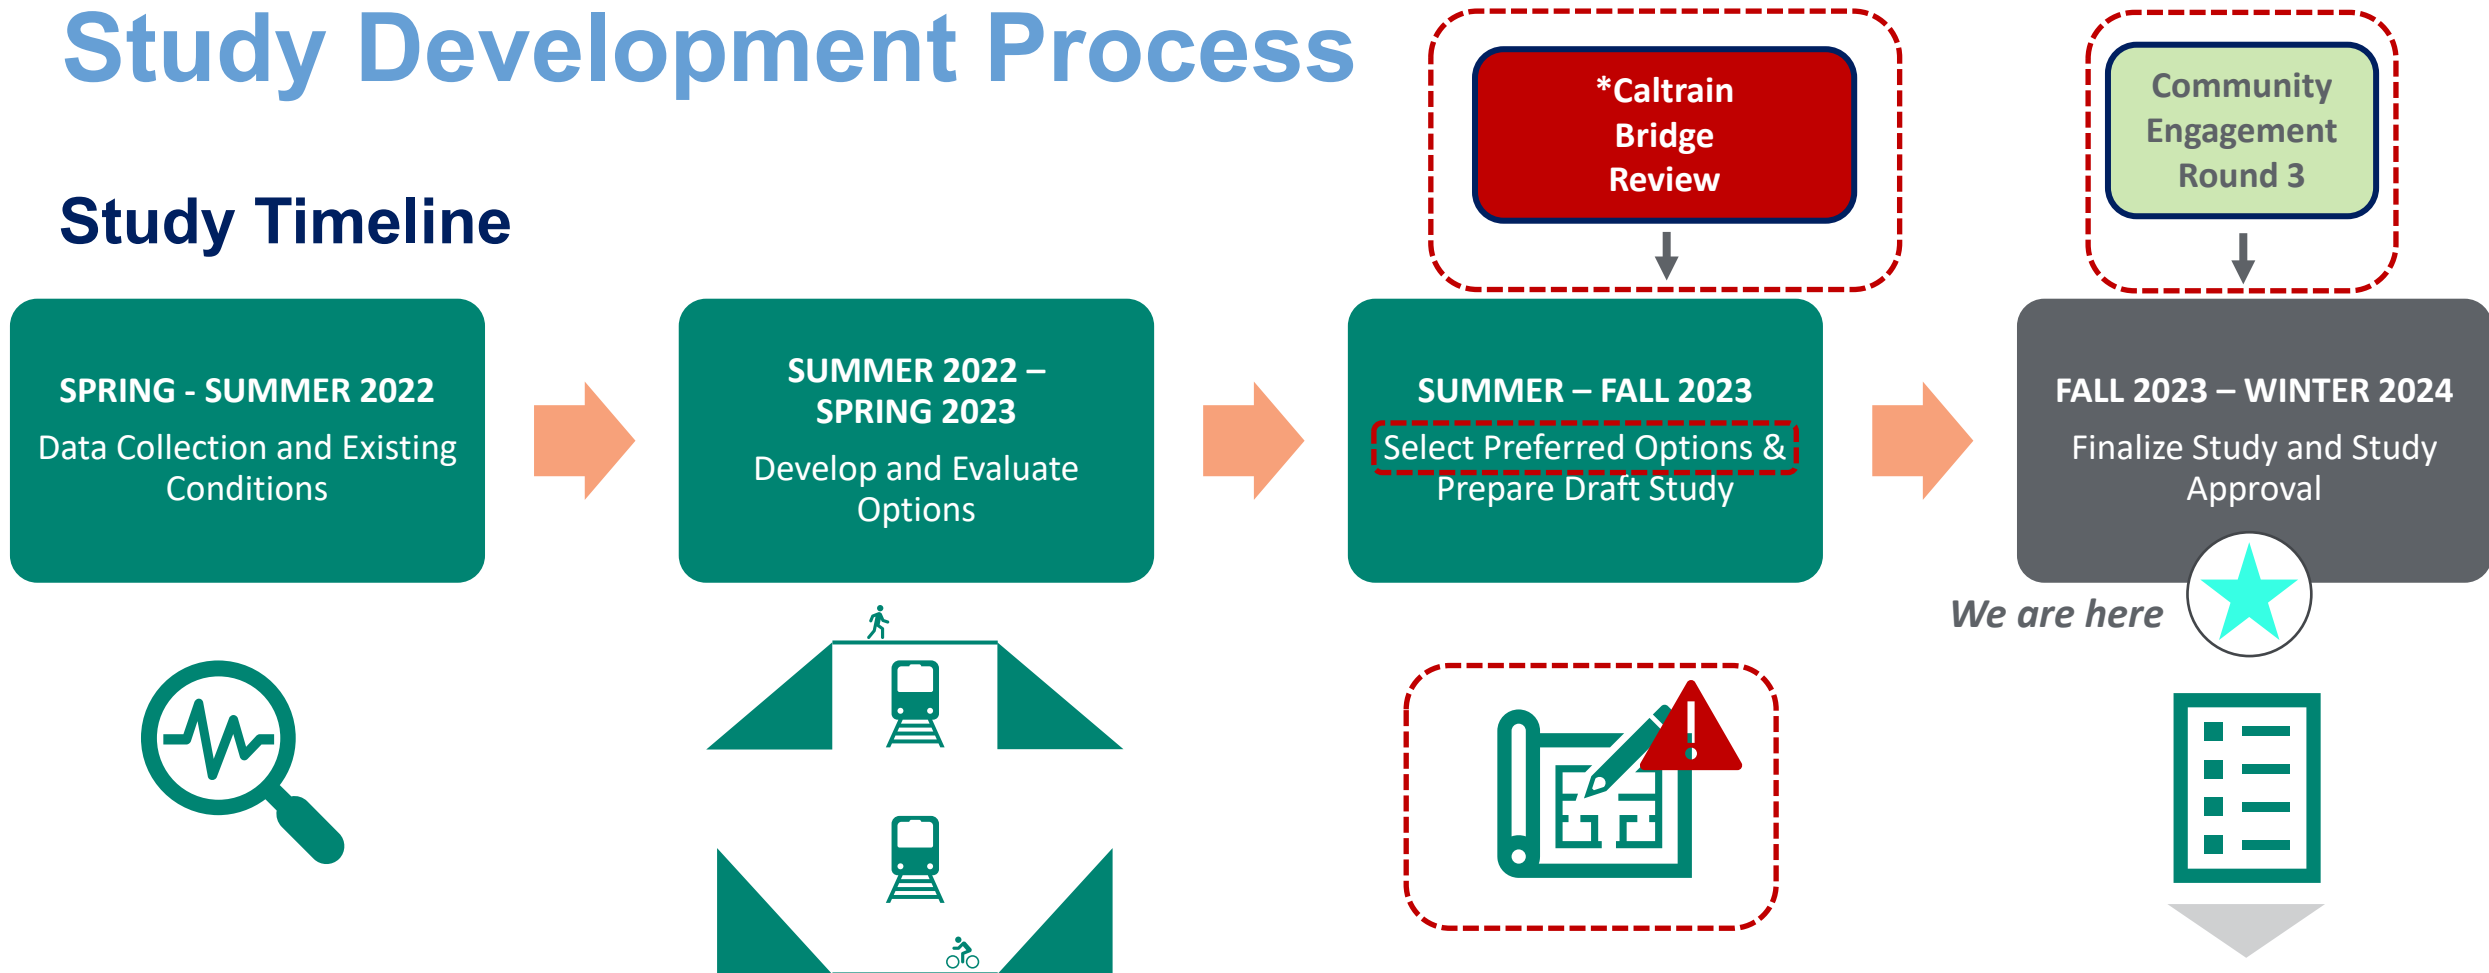 Study Development Process
Study Timeline
*Caltrain
Bridge
Review
Community
Engagement
Round 3
SPRING - SUMMER 2022
Data Collection and Existing
Conditions
SUMMER 2022 –
SPRING 2023
Develop and Evaluate
Options
SUMMER – FALL 2023
Select Preferred Options &
Prepare Draft Study
FALL 2023 – WINTER 2024
Finalize Study and Study
Approval
We are here